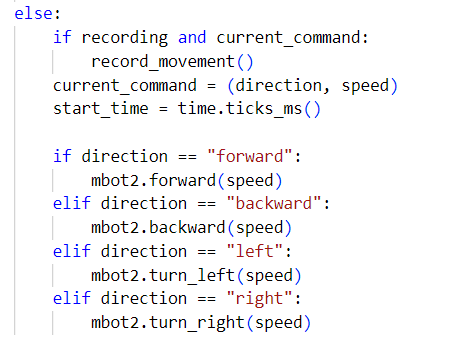 else:
    if recording and current_command:
        record_movement()
    current_command = (direction, speed)
    start_time = time.ticks_ms()

    if direction == "forward":
        mbot2.forward(speed)
    elif direction == "backward":
        mbot2.backward(speed)
    elif direction == "left":
        mbot2.turn_left(speed)
    elif direction == "right":
        mbot2.turn_right(speed)